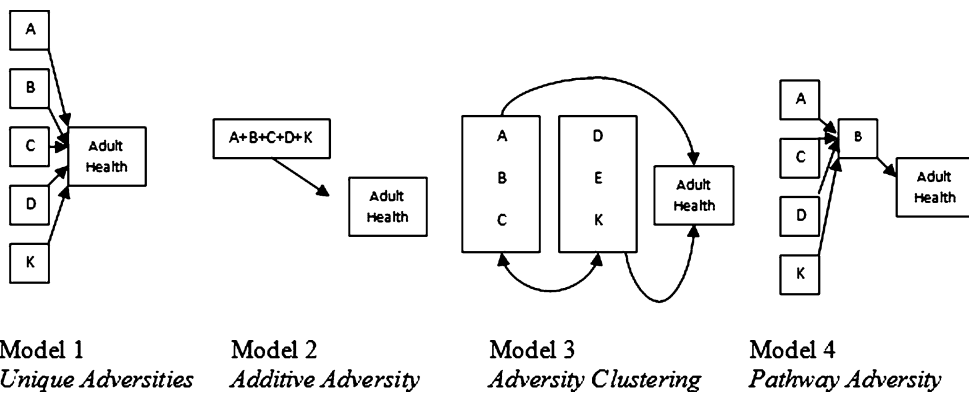 A
B
C
D
K
Adult
Health
Model 1
Unique Adversities
A+B+C+D+K
Adult
Health
Model 2
Additive Adversity
A
B
C
D
E
K
Adult
Health
Model 3
Adversity Clustering
A
C
D
K
B
Adult
Health
Model 4
Pathway Adversity